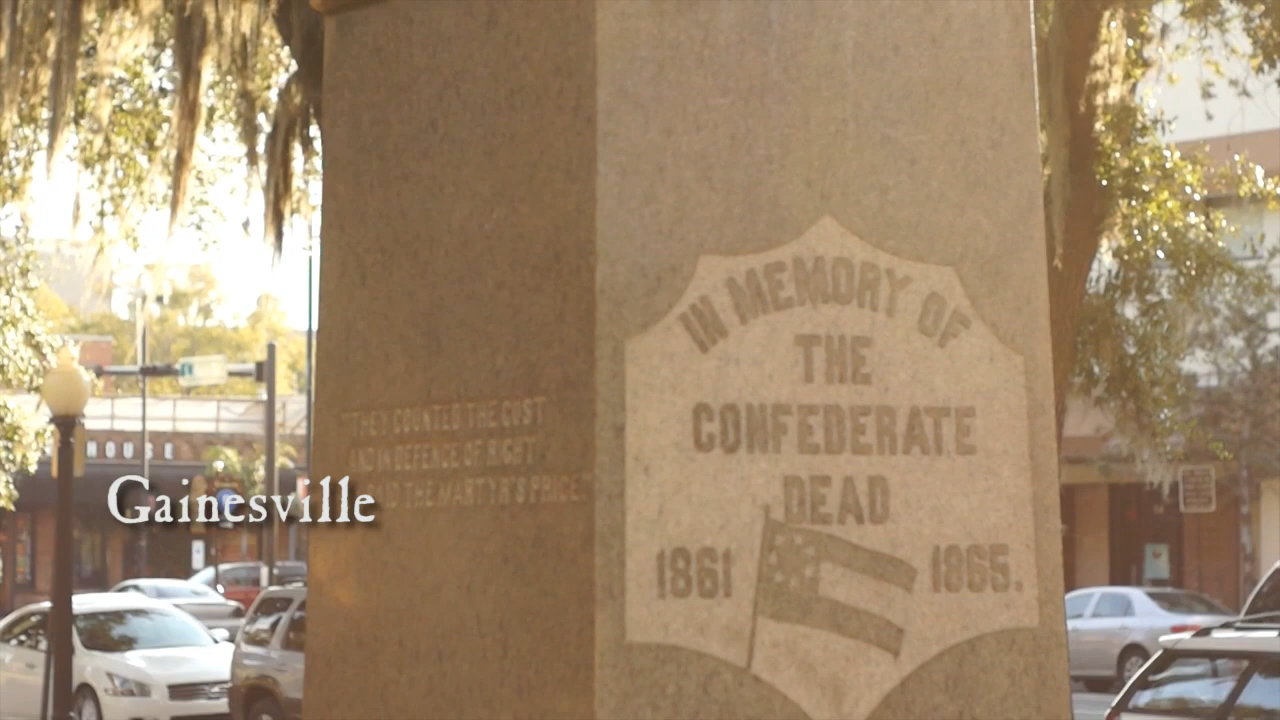 IN MEMORY OF
THE
CONFEDERATE
DEAD
1861 1865.
"THEY COUNTED THE COST
AND IN DEFENCE OF RIGHT
THE MARTYR'S PRICE.
Gainesville
HOUSE